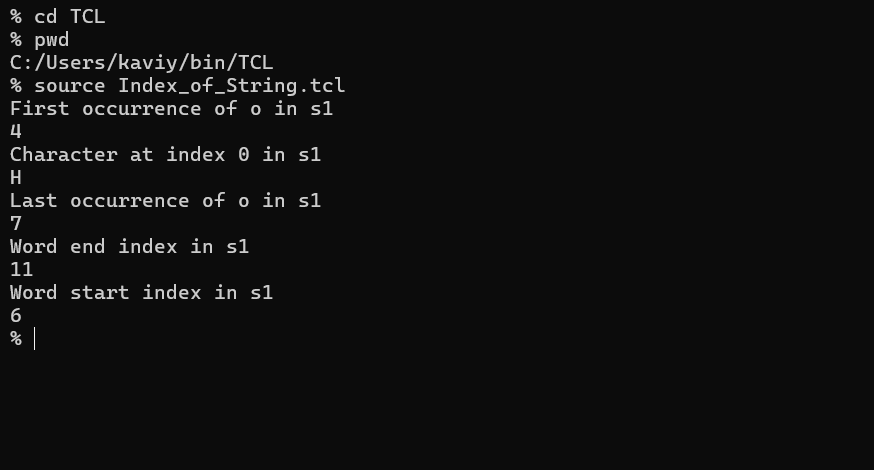 % cd TCL
% pwd
C:/Users/kaviy/bin/TCL
% source Index_of_String.tcl
First occurrence of o in s1
4
Character at index 0 in s1
H
Last occurrence of o in s1
7
Word end index in s1
11
Word start index in s1
6
%